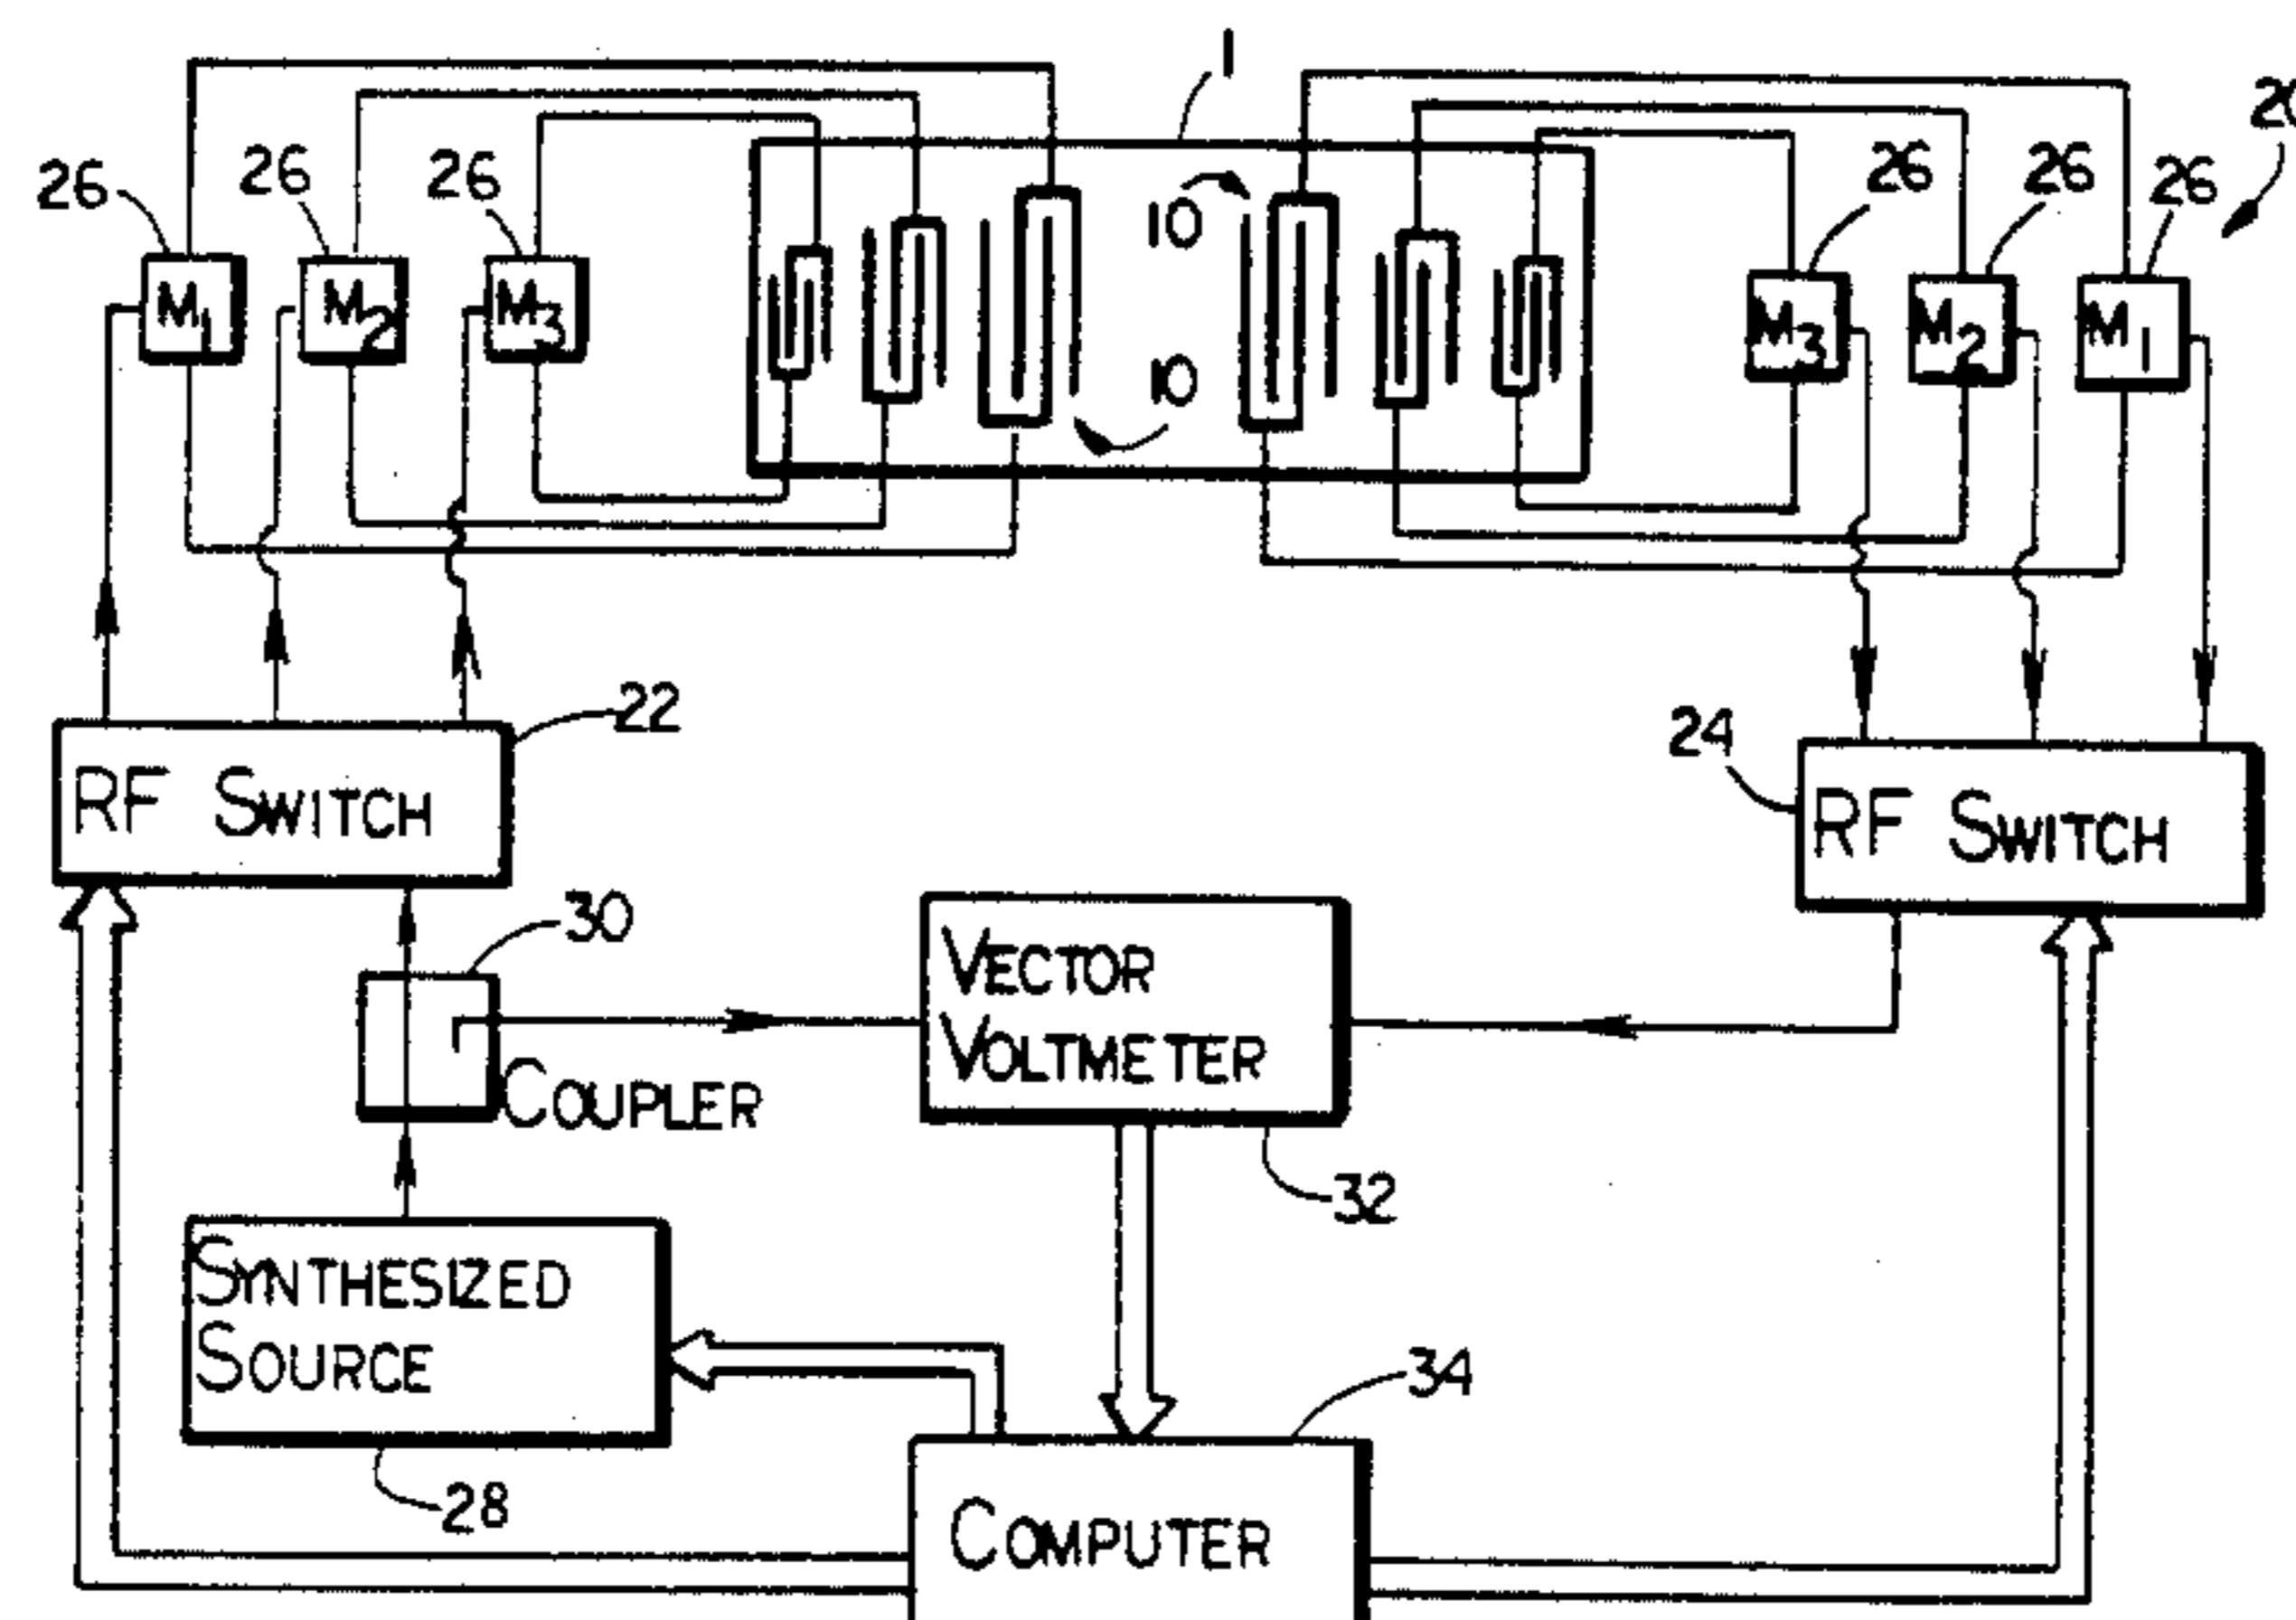 1
20
26
26
26
26
26
26
10
10
M1
M2
M3
M3
M2
M1
22
24
RF SWITCH
RF SWITCH
30
VECTOR
VOLTMETER
COUPLER
32
SYNTHESIZED
SOURCE
34
28
COMPUTER